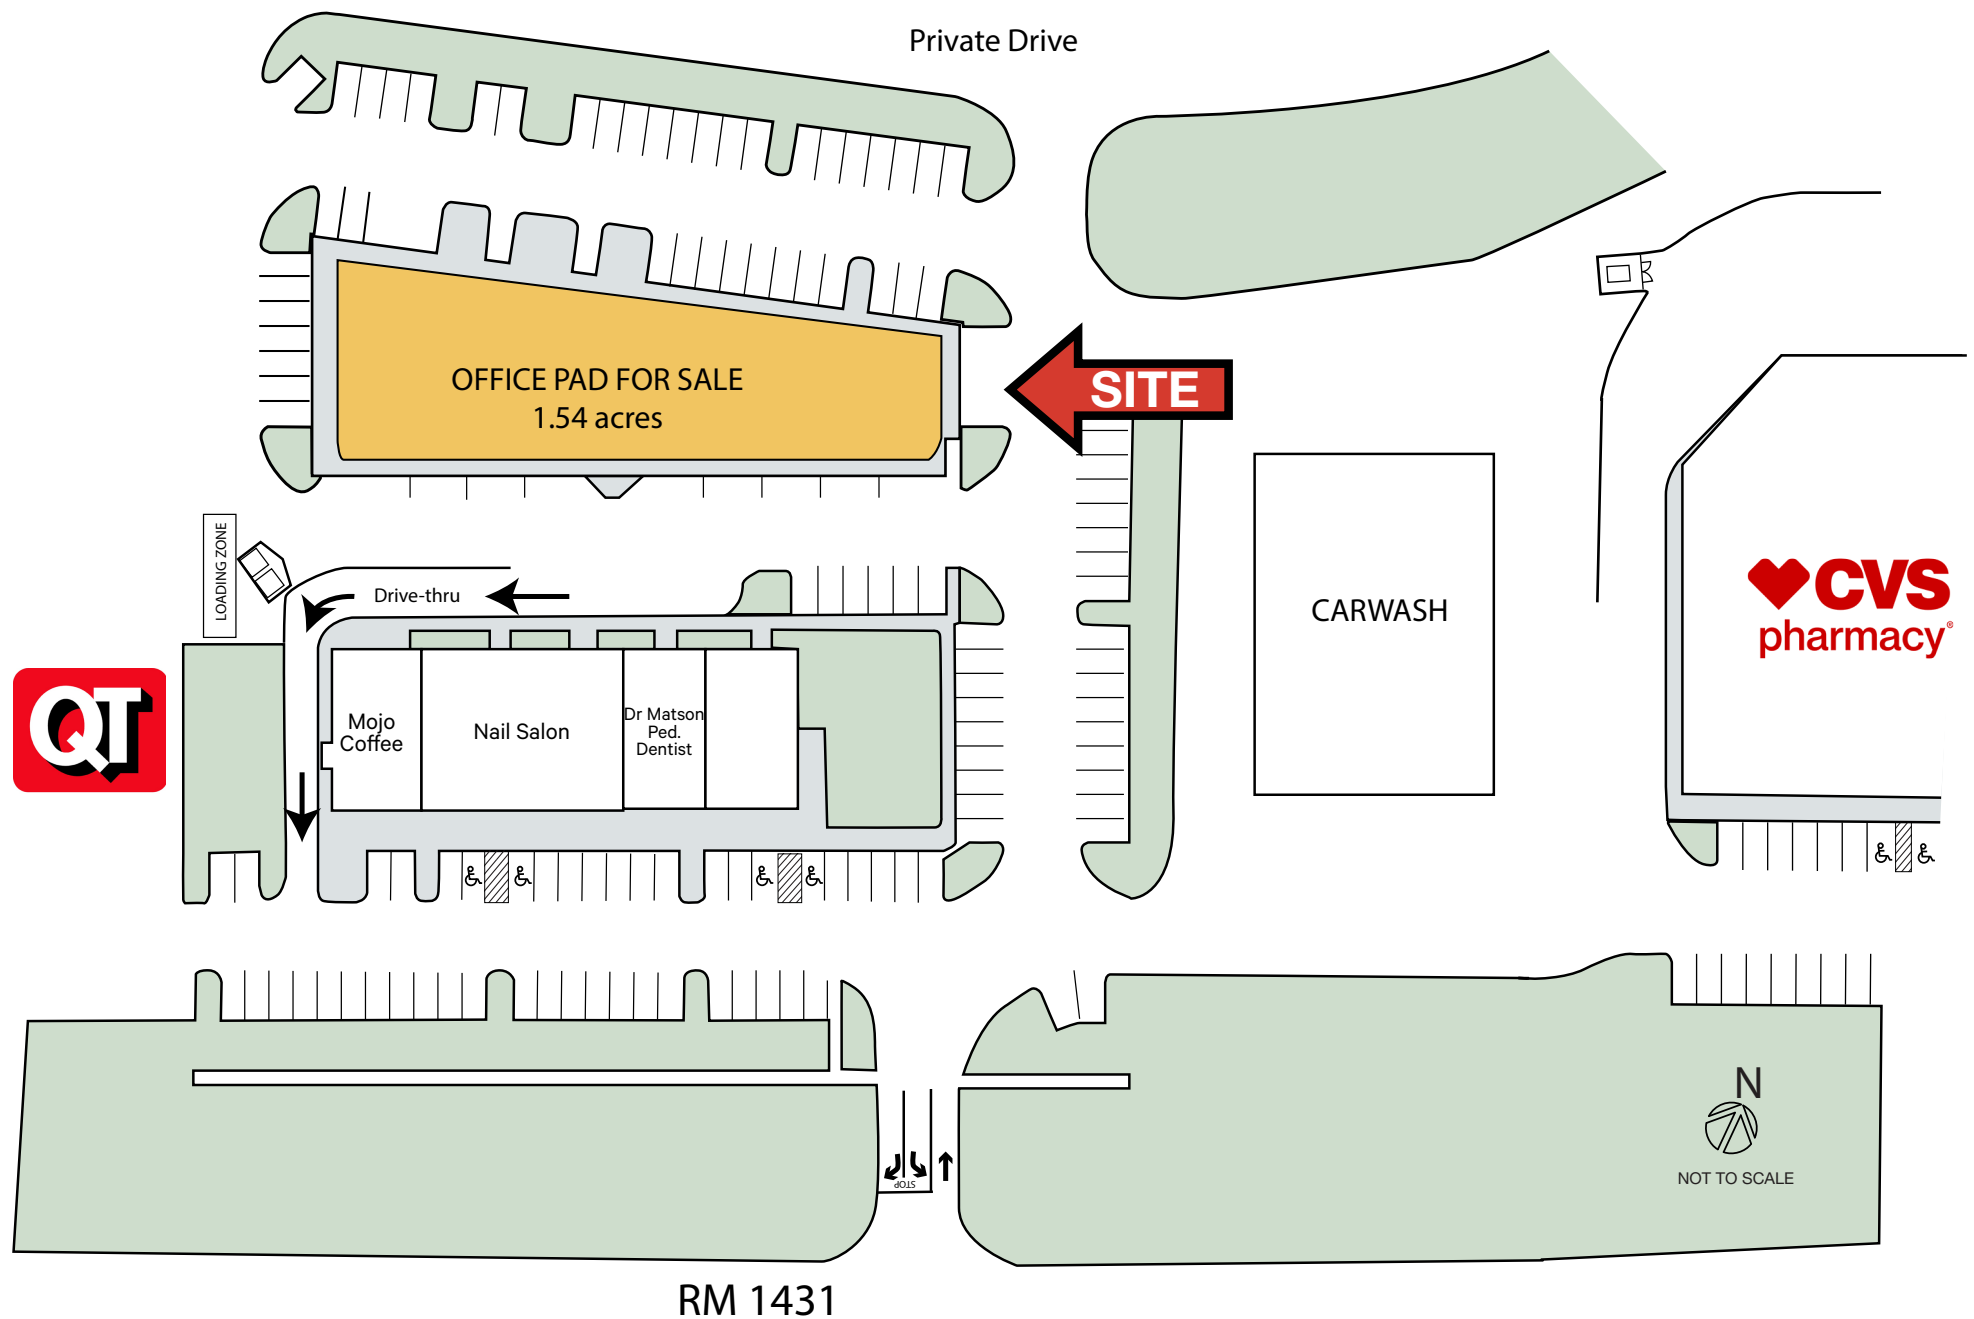 Private Drive
OFFICE PAD FOR SALE
1.54 acres
SITE
LOADING ZONE
Drive-thru
CARWASH
CVS
pharmacy®
QT
Mojo
Coffee
Nail Salon
Dr Matson
Ped.
Dentist
N
NOT TO SCALE
STOP
RM 1431